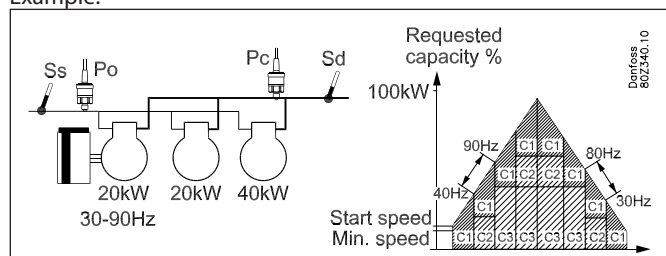 Example:
Ss
Po
Pc
Sd
20kW 20kW 40kW
30-90Hz
Requested
capacity %
100kW
90Hz
80Hz
40Hz
30Hz
Start speed
Min. speed
C1 C1
C1 C2 C2 C1
C1 C1
C1 C2 C3 C3 C3 C3 C2 C1
Danfoss
80Z340.10